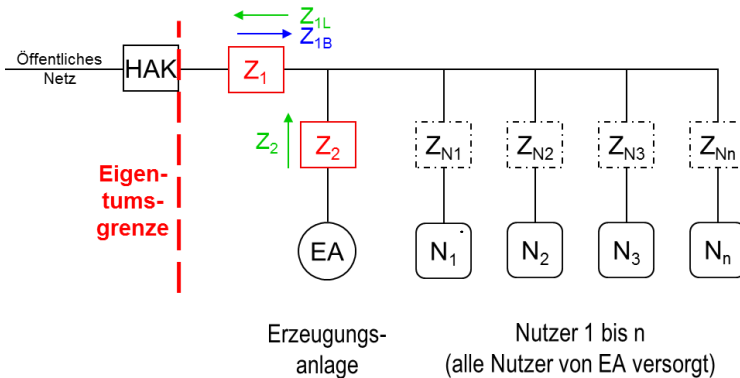 Z1L
Z1B
Öffentliches
Netz
HAK
Z1
Z2
Z2
ZN1
ZN2
ZN3
ZNn
Eigen-
tums-
grenze
EA
N1
N2
N3
Nn
Erzeugungs-
anlage
Nutzer 1 bis n
(alle Nutzer von EA versorgt)